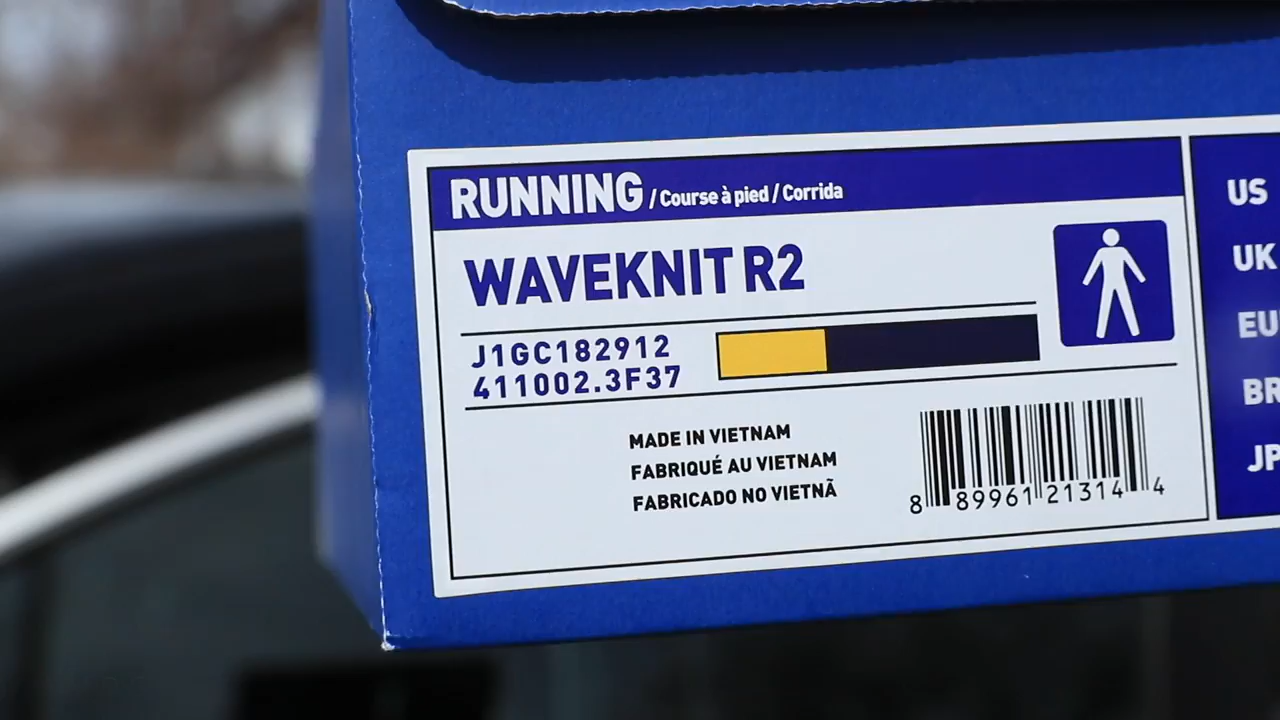 RUNNING / Course à pied / Corrida
WAVEKNIT R2
J1GC182912
411002.3F37
MADE IN VIETNAM
FABRIQUÉ AU VIETNAM
FABRICADO NO VIETNÃ
8 89961 21314 4
US
UK
EU
BR
JP